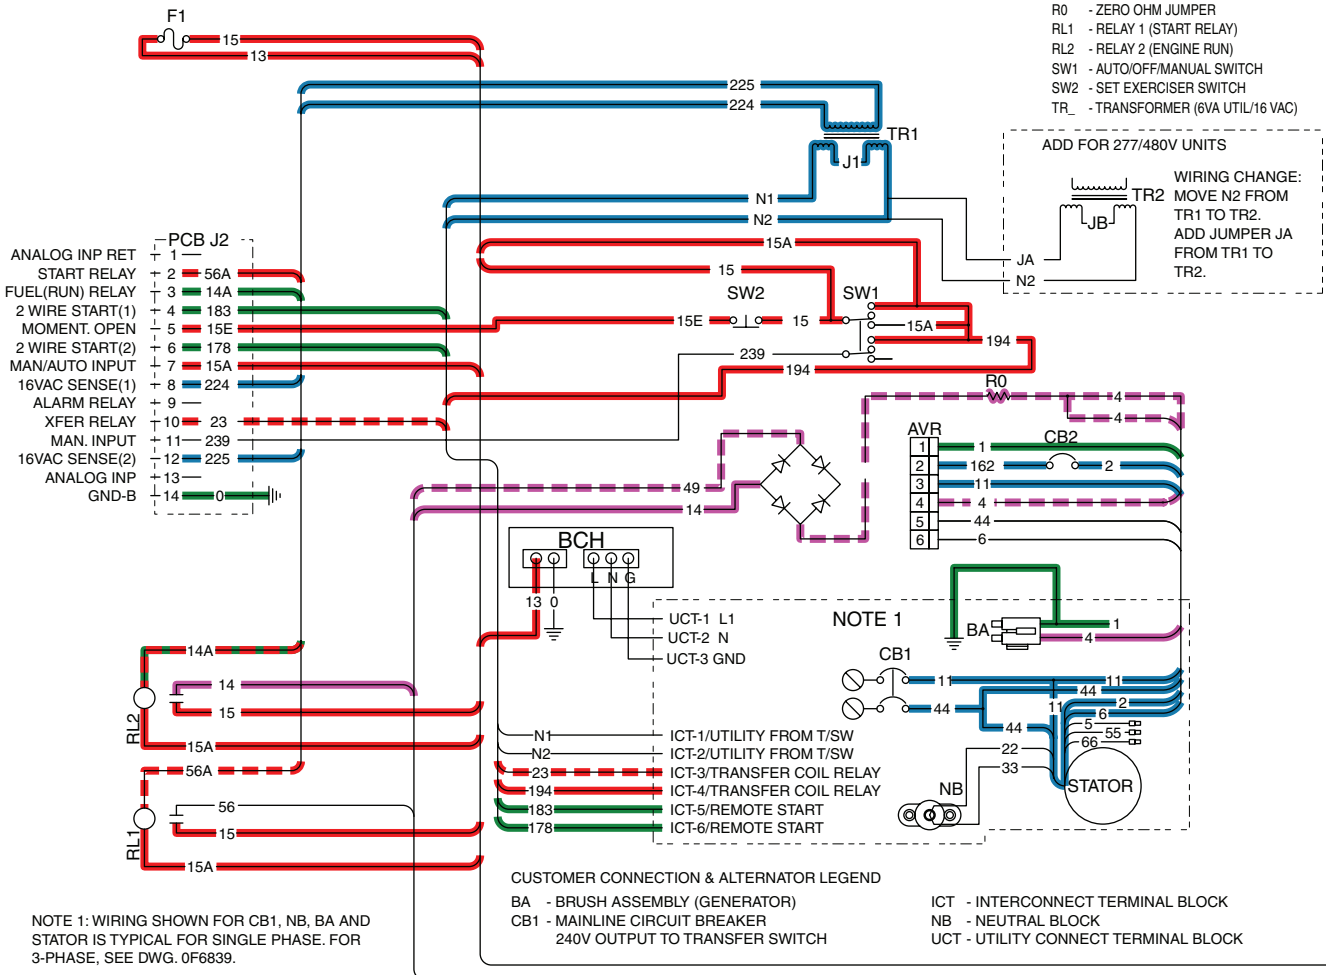 R0 - ZERO OHM JUMPER
RL1 - RELAY 1 (START RELAY)
RL2 - RELAY 2 (ENGINE RUN)
SW1 - AUTO/OFF/MANUAL SWITCH
SW2 - SET EXERCISER SWITCH
TR_ - TRANSFORMER (6VA UTIL/16 VAC)
F1
15
13
225
224
TR1
J1
N1
N2
ADD FOR 277/480V UNITS
WIRING CHANGE:
MOVE N2 FROM
TR1 TO TR2.
ADD JUMPER JA
FROM TR1 TO
TR2.
TR2
JB
JA
N2
PCB J2
ANALOG INP RET 1
START RELAY 2 56A
FUEL(RUN) RELAY 3 14A
2 WIRE START(1) 4 183
MOMENT. OPEN 5 15E
2 WIRE START(2) 6 178
MAN/AUTO INPUT 7 15A
16VAC SENSE(1) 8 224
ALARM RELAY 9
XFER RELAY 10 23
MAN. INPUT 11 239
16VAC SENSE(2) 12 225
ANALOG INP 13
GND-B 14 0
15A
15
SW2
SW1
15E
15
15A
194
239
194
R0
4
4
AVR
CB2
1 1
2 162 2
3 11
4 4
5 44
6 6
49
14
BCH
L N G
13 0
UCT-1 L1
UCT-2 N
UCT-3 GND
NOTE 1
BA
1
4
CB1
11
11
44
44
11
2
6
44
5
55
66
22
33
NB
STATOR
14A
14
15
RL2
15A
56A
56
15
RL1
15A
N1 ICT-1/UTILITY FROM T/SW
N2 ICT-2/UTILITY FROM T/SW
23 ICT-3/TRANSFER COIL RELAY
194 ICT-4/TRANSFER COIL RELAY
183 ICT-5/REMOTE START
178 ICT-6/REMOTE START
CUSTOMER CONNECTION & ALTERNATOR LEGEND
BA - BRUSH ASSEMBLY (GENERATOR)
CB1 - MAINLINE CIRCUIT BREAKER
240V OUTPUT TO TRANSFER SWITCH
ICT - INTERCONNECT TERMINAL BLOCK
NB - NEUTRAL BLOCK
UCT - UTILITY CONNECT TERMINAL BLOCK
NOTE 1: WIRING SHOWN FOR CB1, NB, BA AND
STATOR IS TYPICAL FOR SINGLE PHASE. FOR
3-PHASE, SEE DWG. 0F6839.